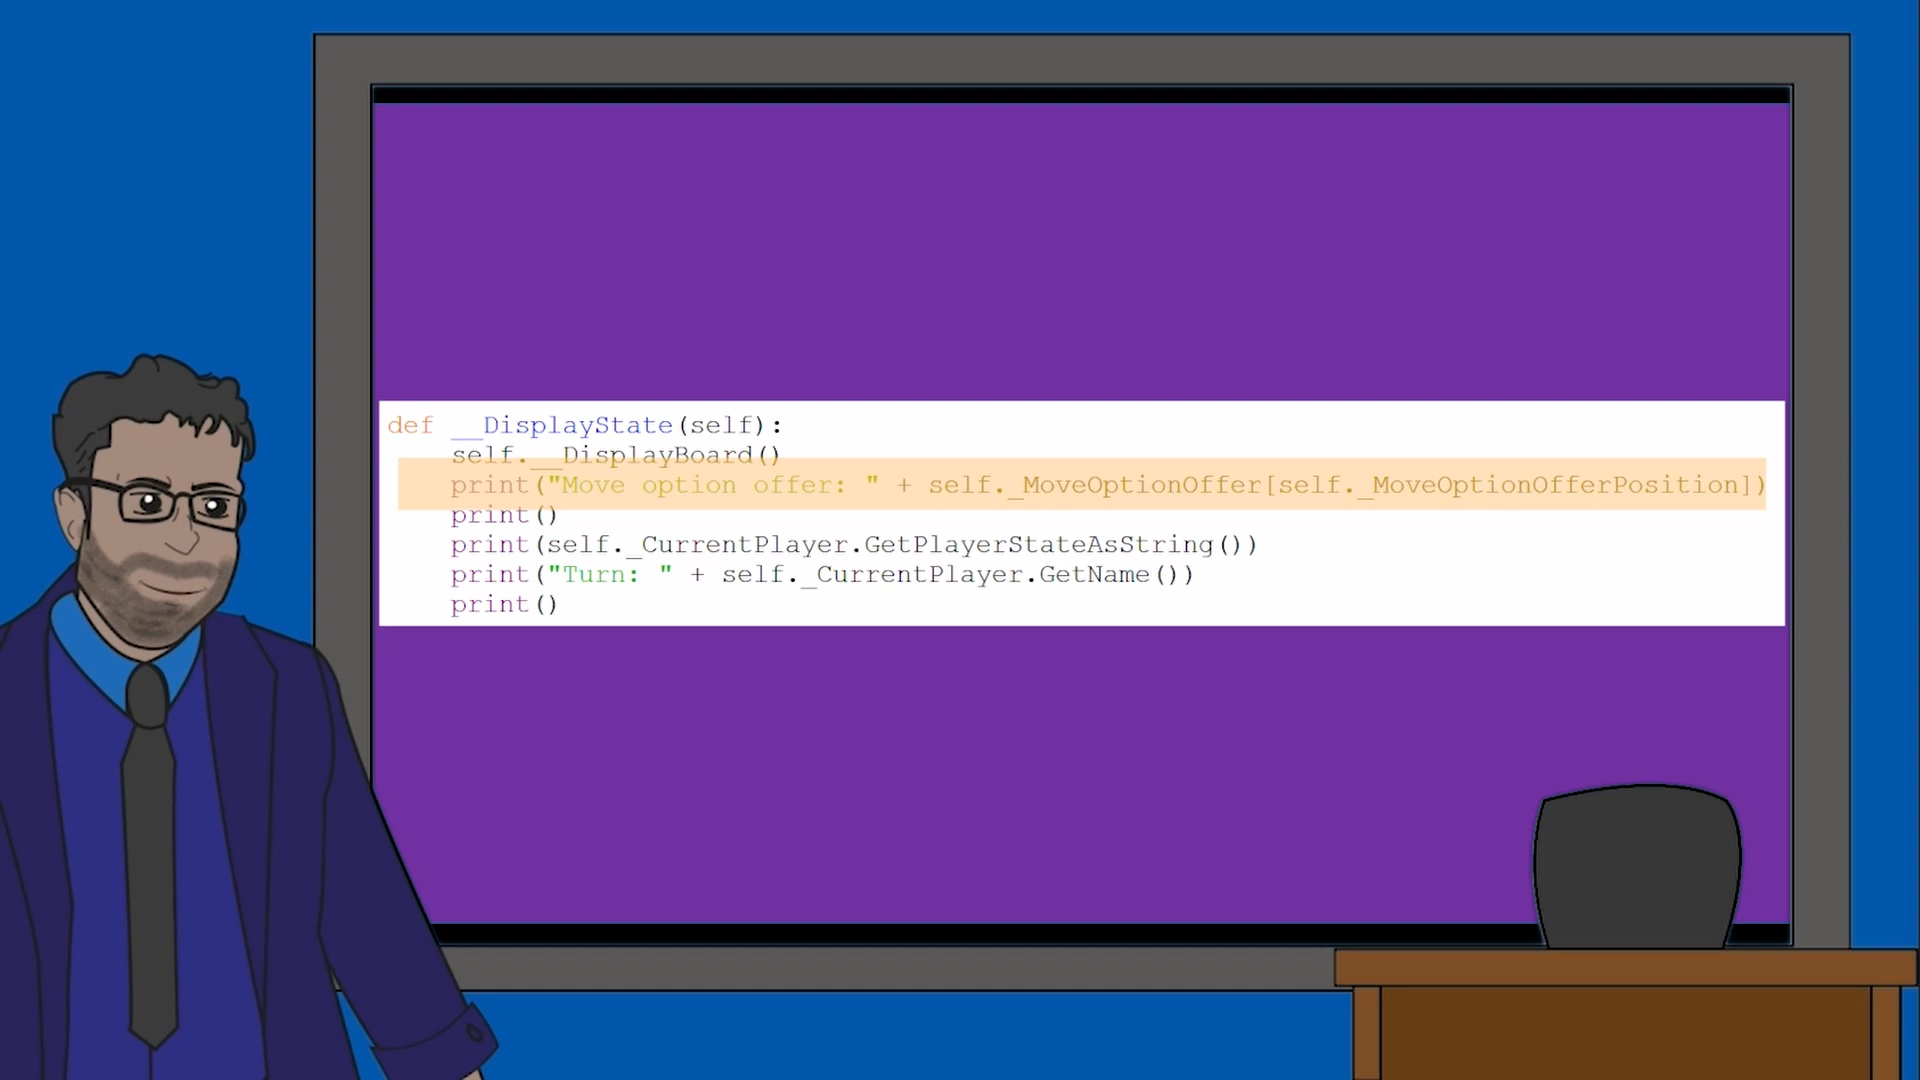 def __DisplayState(self):
    self.__DisplayBoard()
    print("Move option offer: " + self._MoveOptionOffer[self._MoveOptionOfferPosition])
    print()
    print(self._CurrentPlayer.GetPlayerStateAsString())
    print("Turn: " + self._CurrentPlayer.GetName())
    print()